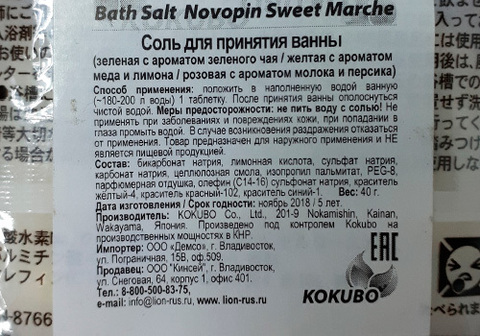 Bath Salt Novopin Sweet Marche
Соль для принятия ванны
(зеленая с ароматом зеленого чая / желтая с ароматом
меда и лимона / розовая с ароматом молока и персика)
Способ применения: положить в наполненную водой ванную
(~180-200 л воды) 1 таблетку. После принятия ванны ополоснуться
чистой водой. Меры предосторожности: не пить воду с солью! Не
применять при заболеваниях и повреждениях кожи, при попадании в
глаза промыть водой. В случае возникновения раздражения отказаться
от применения. Товар предназначен для наружного применения и НЕ
является пищевой продукцией.
Состав: бикарбонат натрия, лимонная кислота, сульфат натрия,
карбонат натрия, целлюлозная смола, изопропил пальмитат, PEG-8,
парфюмерная отдушка, олефин (C14-16) сульфонат натрия, краситель
жёлтый-4, краситель красный-102, краситель синий-1. Вес: 40 г.
Дата изготовления / Срок годности: ноябрь 2018 / 5 лет.
Производитель: KOKUBO Co., Ltd., 201-9 Nokamishin, Kainan,
Wakayama, Япония. Произведено под контролем Kokubo на
производственных мощностях в КНР.
Импортер: ООО «Демсо», г. Владивосток,
ул. Пограничная, 15В, оф.509.
Продавец: ООО "Кинсей", г. Владивосток,
ул. Снеговая, 64, корпус 1, офис 401.
Тел.: 8-800-500-83-75,
e-mail: info@lion-rus.ru, www.lion-rus.ru
EAC
KOKUBO
-8766